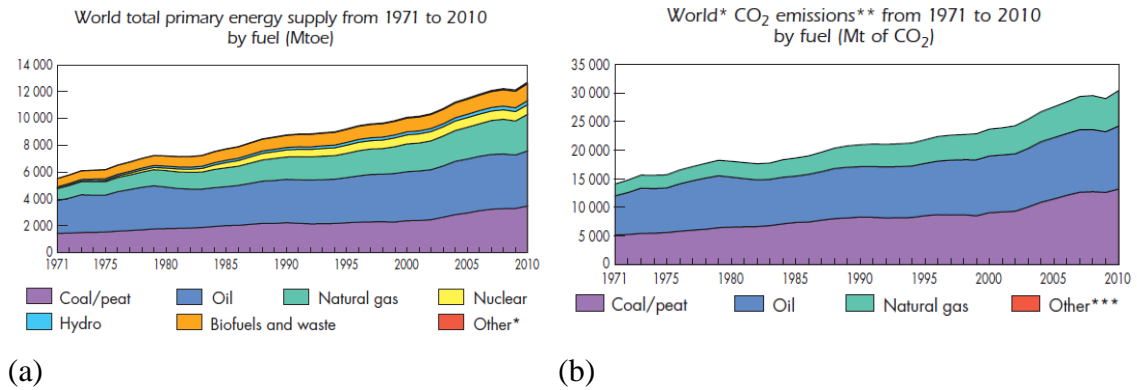 World total primary energy supply from 1971 to 2010
by fuel (Mtoe)
14 000
12 000
10 000
8 000
6 000
4 000
2 000
0
1971 1975 1980 1985 1990 1995 2000 2005 2010
Coal/peat Oil Natural gas Nuclear
Hydro Biofuels and waste Other*
(a)
World* CO2 emissions** from 1971 to 2010
by fuel (Mt of CO2)
35 000
30 000
25 000
20 000
15 000
10 000
5 000
0
1971 1975 1980 1985 1990 1995 2000 2005 2010
Coal/peat Oil Natural gas Other***
(b)